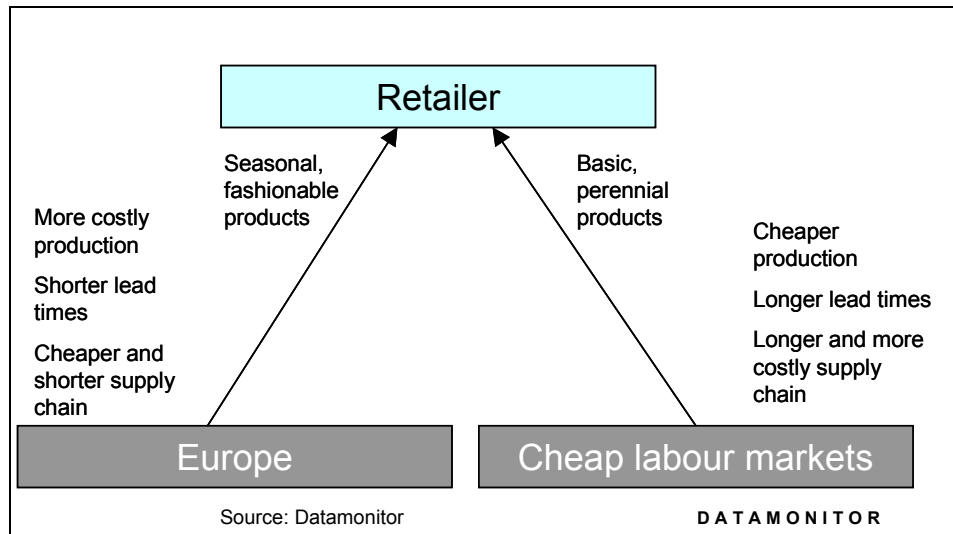 Retailer
Seasonal,
fashionable
products
Basic,
perennial
products
More costly
production
Shorter lead
times
Cheaper and
shorter supply
chain
Cheaper
production
Longer lead times
Longer and more
costly supply
chain
Europe
Cheap labour markets
Source: Datamonitor
DATAMONITOR